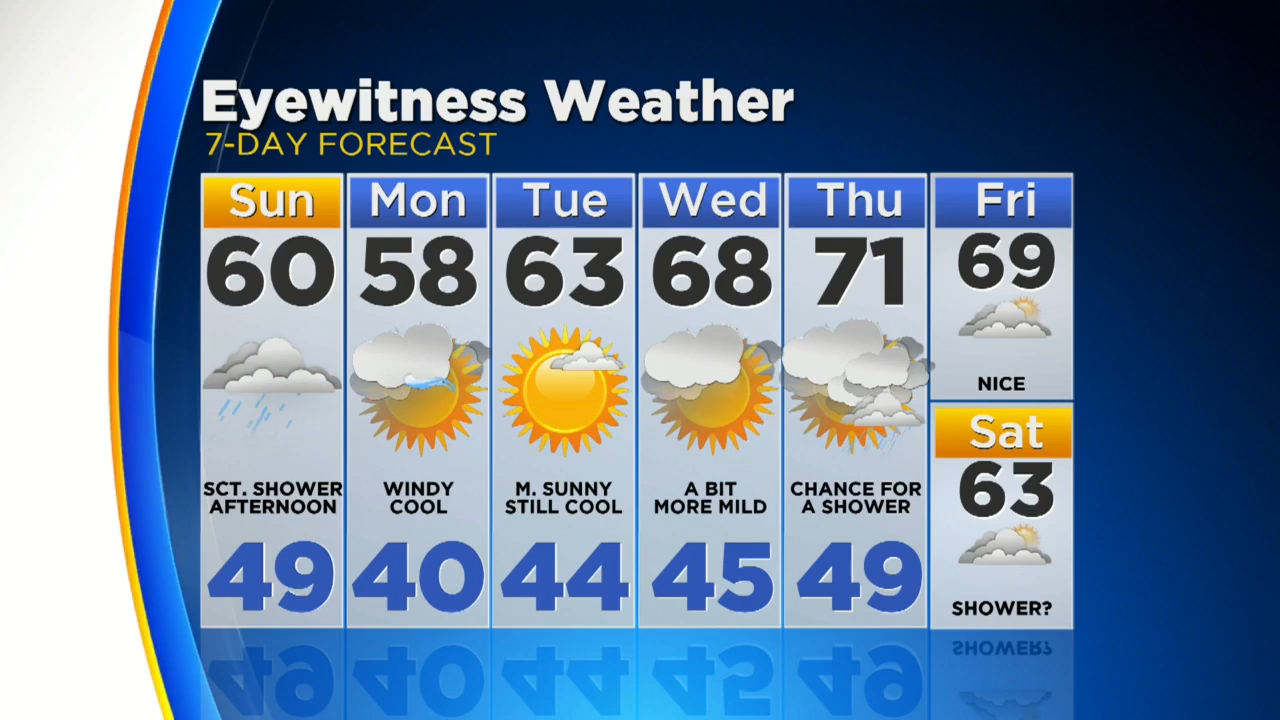 Eyewitness Weather
7-DAY FORECAST
Sun
60
SCT. SHOWER
AFTERNOON
49
Mon
58
WINDY
COOL
40
Tue
63
M. SUNNY
STILL COOL
44
Wed
68
A BIT
MORE MILD
45
Thu
71
CHANCE FOR
A SHOWER
49
Fri
69
NICE
Sat
63
SHOWER?